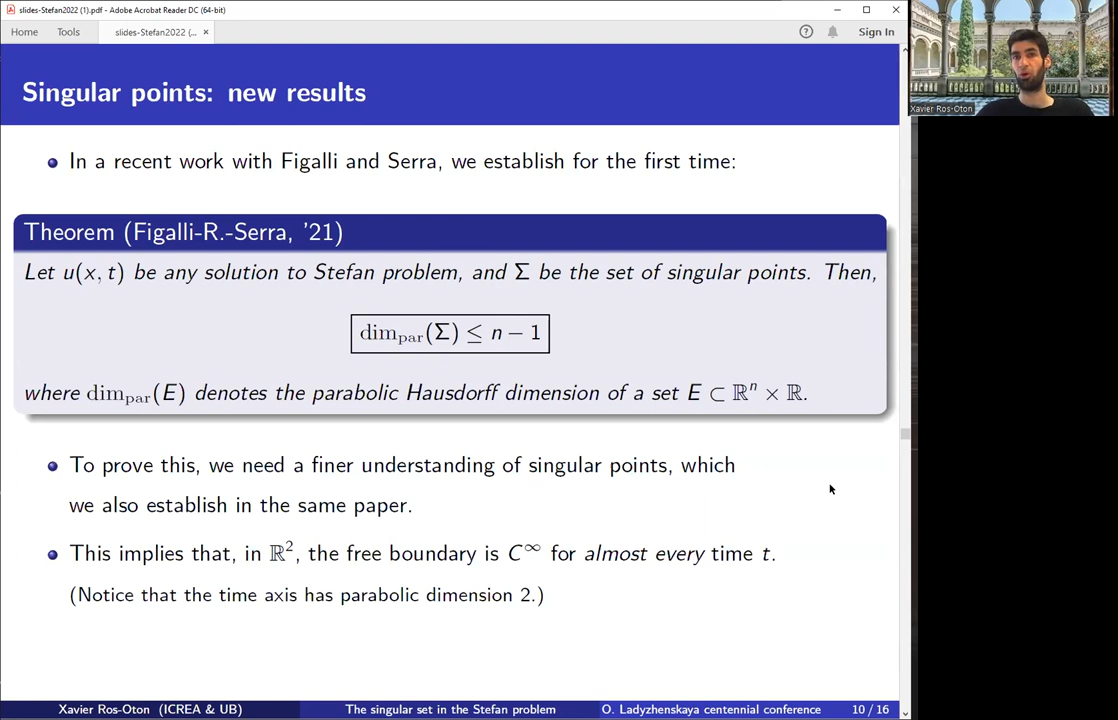 slides-Stefan2022 (1).pdf - Adobe Acrobat Reader DC (64-bit)
Home Tools slides-Stefan2022 (... × Sign In
Singular points: new results
Xavier Ros-Oton
In a recent work with Figalli and Serra, we establish for the first time:
Theorem (Figalli-R.-Serra, '21)
Let u(x, t) be any solution to Stefan problem, and Σ be the set of singular points. Then,
dim_par(Σ) ≤ n − 1
where dim_par(E) denotes the parabolic Hausdorff dimension of a set E ⊂ ℝⁿ × ℝ.
To prove this, we need a finer understanding of singular points, which
we also establish in the same paper.
This implies that, in ℝ², the free boundary is C^∞ for almost every time t.
(Notice that the time axis has parabolic dimension 2.)
Xavier Ros-Oton (ICREA & UB) The singular set in the Stefan problem O. Ladyzhenskaya centennial conference 10 / 16